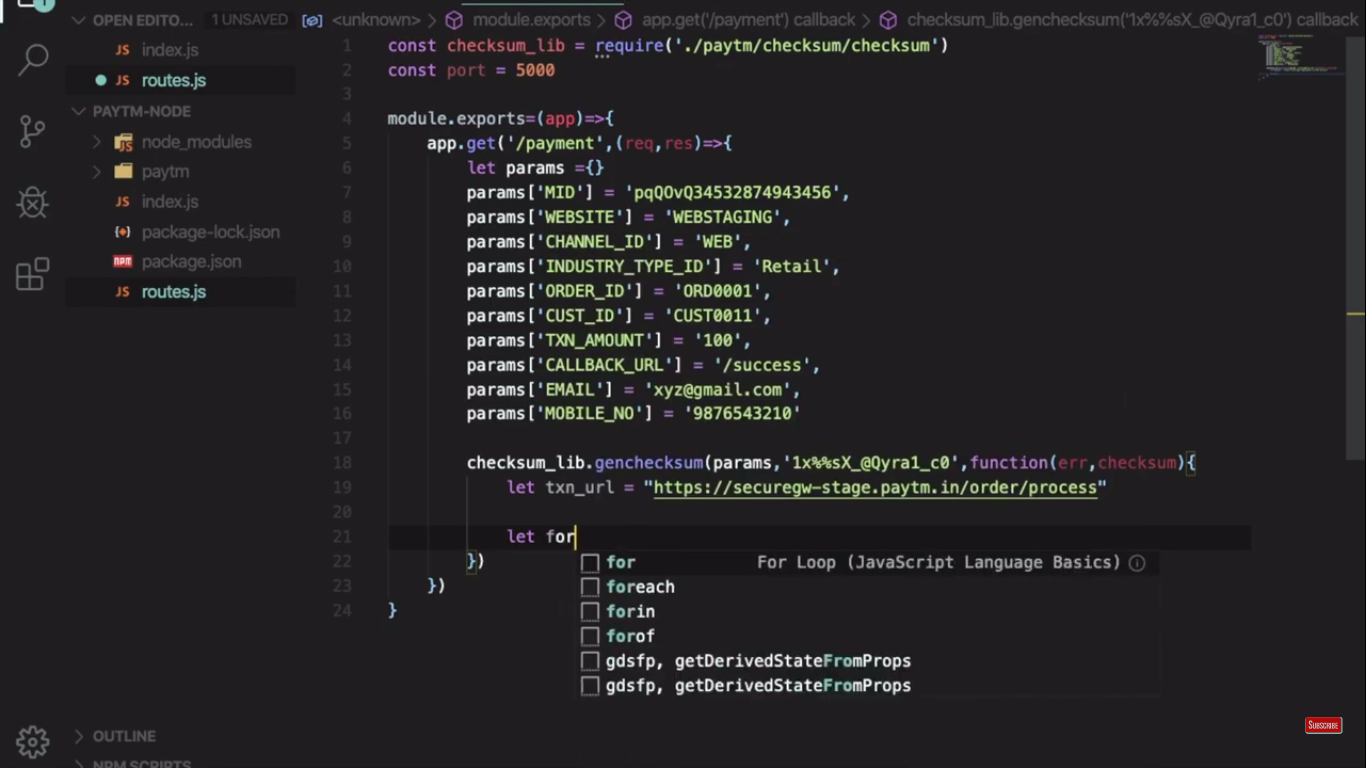 OPEN EDITO... 1 UNSAVED
<unknown> > module.exports > app.get('/payment') callback > checksum_lib.genchecksum('1x%%sX_@Qyra1_c0') callback
JS index.js
JS routes.js
PAYTM-NODE
node_modules
paytm
JS index.js
package-lock.json
package.json
JS routes.js
1 const checksum_lib = require('./paytm/checksum/checksum')
2 const port = 5000
3
4 module.exports=(app)=>{
5 app.get('/payment',(req,res)=>{
6 let params ={}
7 params['MID'] = 'pqQOvQ34532874943456',
8 params['WEBSITE'] = 'WEBSTAGING',
9 params['CHANNEL_ID'] = 'WEB',
10 params['INDUSTRY_TYPE_ID'] = 'Retail',
11 params['ORDER_ID'] = 'ORD0001',
12 params['CUST_ID'] = 'CUST0011',
13 params['TXN_AMOUNT'] = '100',
14 params['CALLBACK_URL'] = '/success',
15 params['EMAIL'] = 'xyz@gmail.com',
16 params['MOBILE_NO'] = '9876543210'
17
18 checksum_lib.genchecksum(params,'1x%%sX_@Qyra1_c0',function(err,checksum){
19 let txn_url = "https://securegw-stage.paytm.in/order/process"
20
21 let for
22 })
23 })
24 }
for For Loop (JavaScript Language Basics)
foreach
forin
forof
gdsfp, getDerivedStateFromProps
gdsfp, getDerivedStateFromProps
SUBSCRIBE
OUTLINE
NPM SCRIPTS